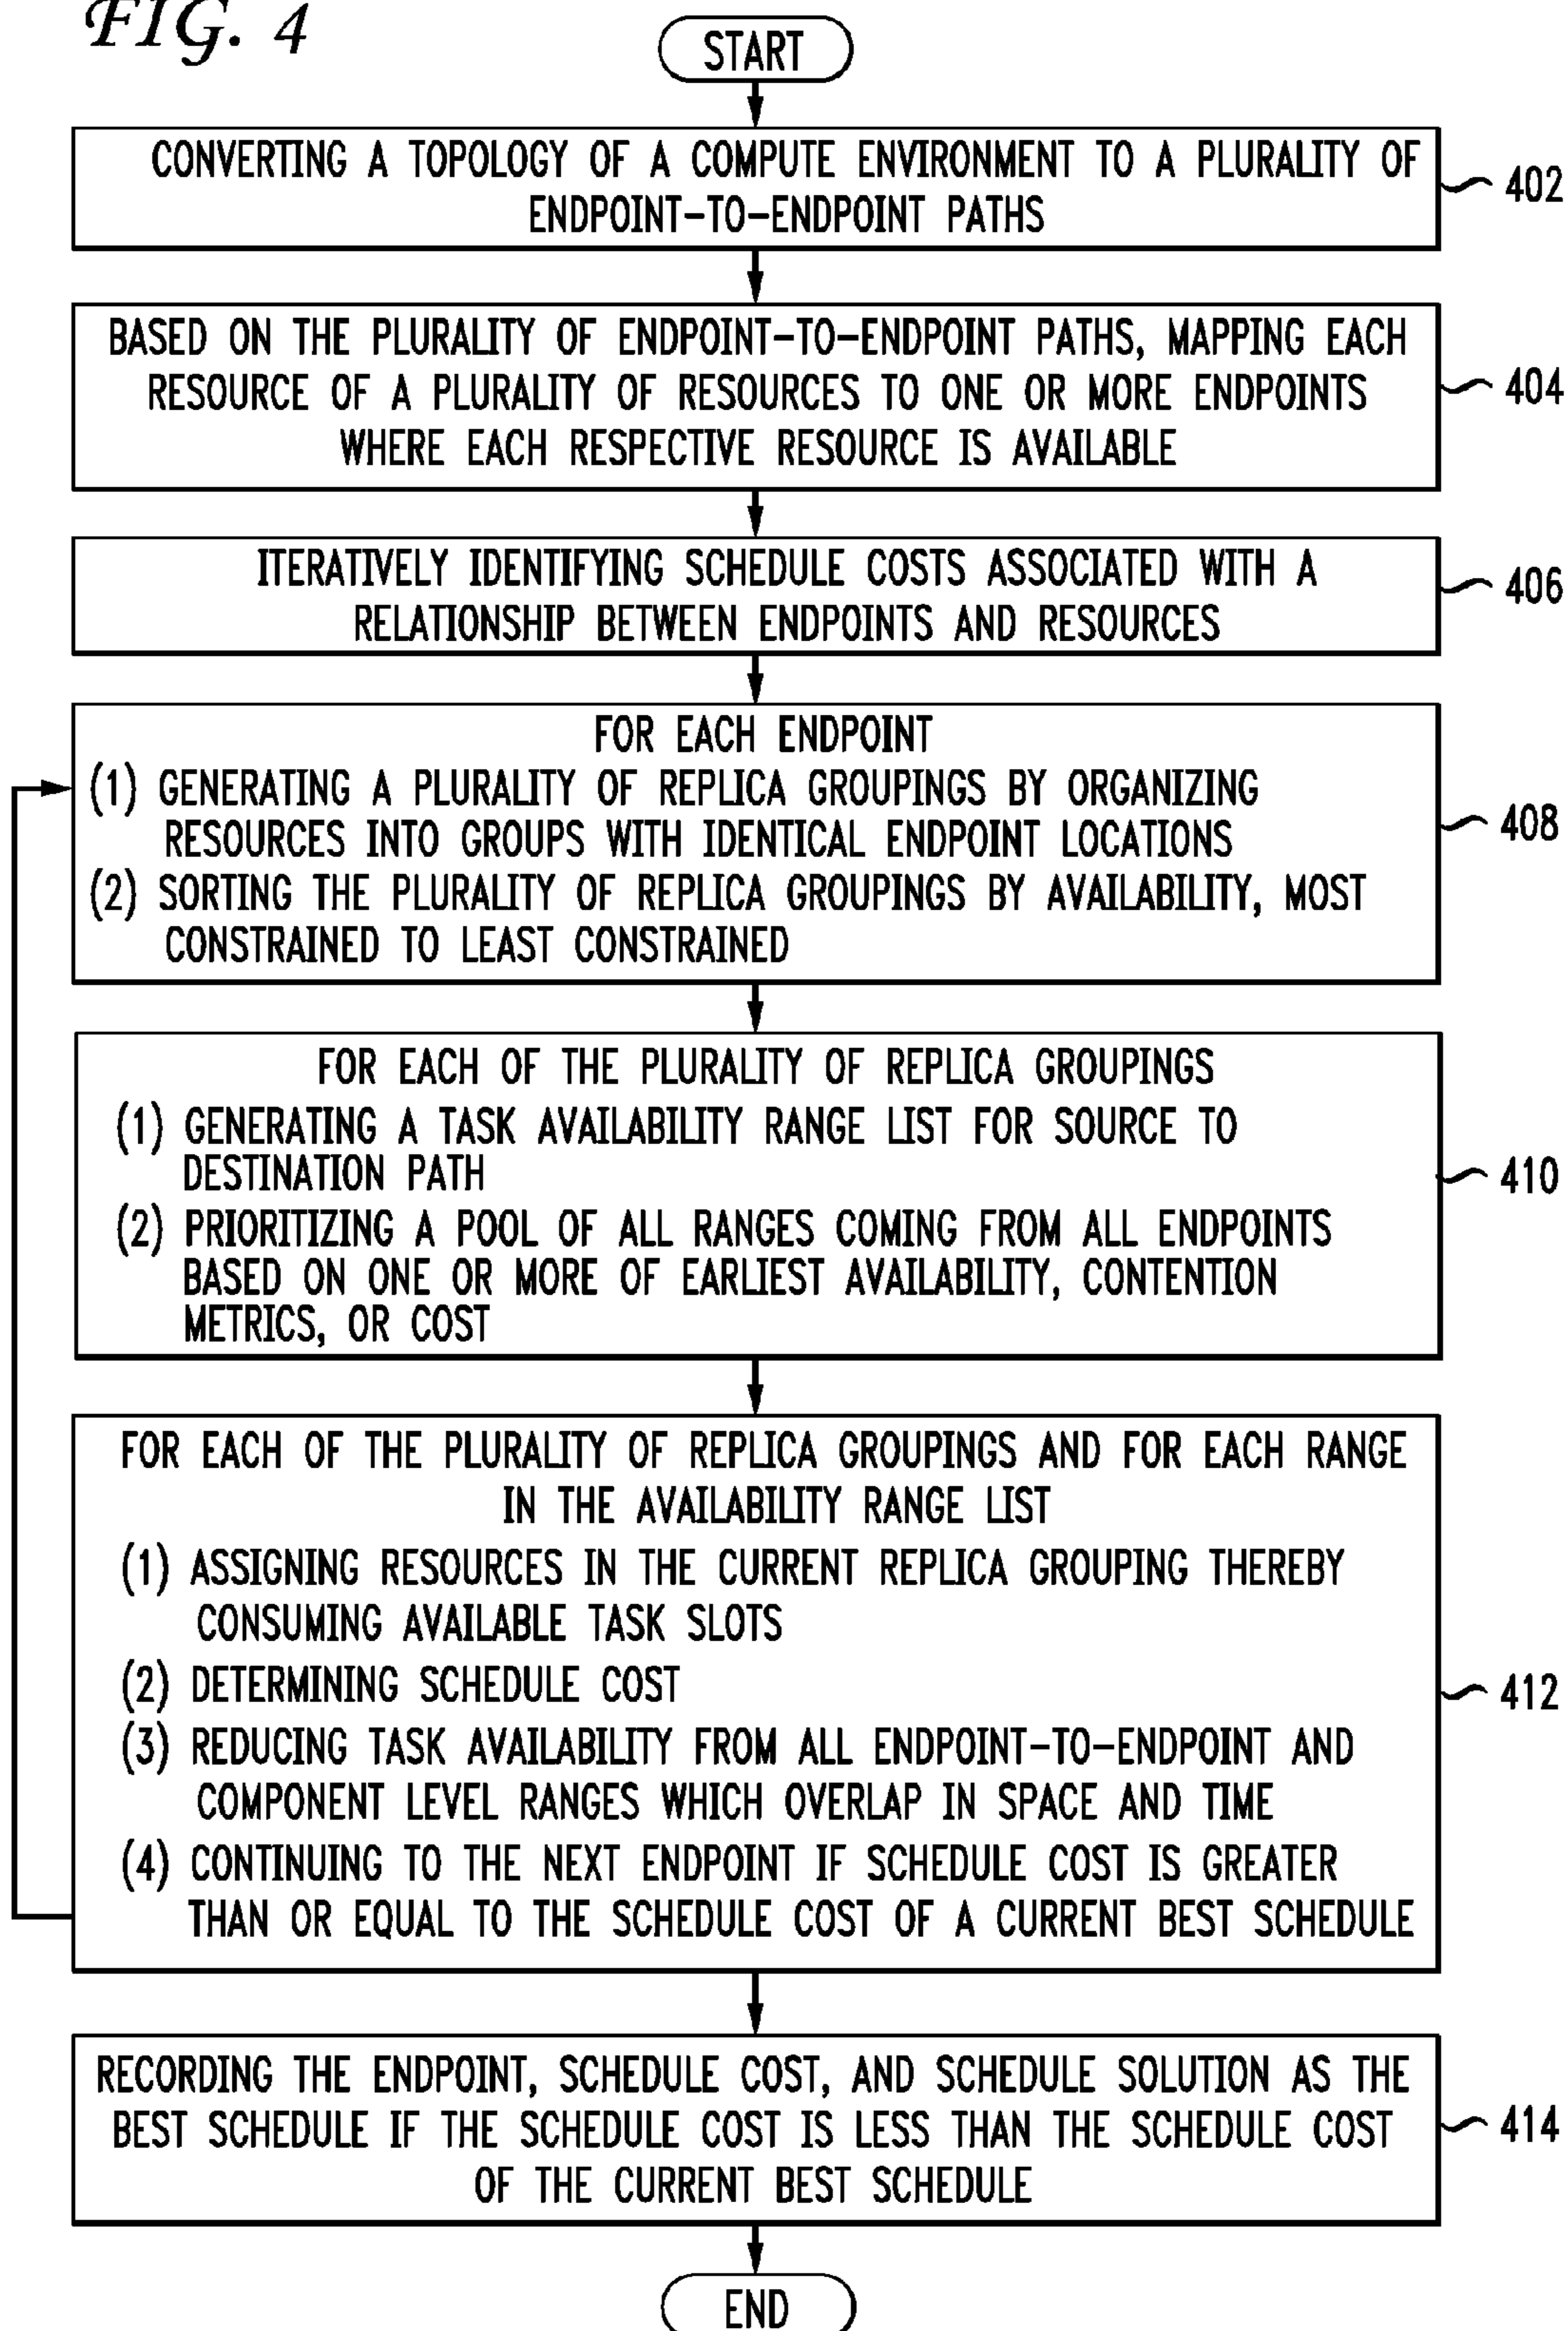 FIG. 4
START
CONVERTING A TOPOLOGY OF A COMPUTE ENVIRONMENT TO A PLURALITY OF
ENDPOINT-TO-ENDPOINT PATHS
402
BASED ON THE PLURALITY OF ENDPOINT-TO-ENDPOINT PATHS, MAPPING EACH
RESOURCE OF A PLURALITY OF RESOURCES TO ONE OR MORE ENDPOINTS
WHERE EACH RESPECTIVE RESOURCE IS AVAILABLE
404
ITERATIVELY IDENTIFYING SCHEDULE COSTS ASSOCIATED WITH A
RELATIONSHIP BETWEEN ENDPOINTS AND RESOURCES
406
FOR EACH ENDPOINT
(1) GENERATING A PLURALITY OF REPLICA GROUPINGS BY ORGANIZING
RESOURCES INTO GROUPS WITH IDENTICAL ENDPOINT LOCATIONS
(2) SORTING THE PLURALITY OF REPLICA GROUPINGS BY AVAILABILITY, MOST
CONSTRAINED TO LEAST CONSTRAINED
408
FOR EACH OF THE PLURALITY OF REPLICA GROUPINGS
(1) GENERATING A TASK AVAILABILITY RANGE LIST FOR SOURCE TO
DESTINATION PATH
(2) PRIORITIZING A POOL OF ALL RANGES COMING FROM ALL ENDPOINTS
BASED ON ONE OR MORE OF EARLIEST AVAILABILITY, CONTENTION
METRICS, OR COST
410
FOR EACH OF THE PLURALITY OF REPLICA GROUPINGS AND FOR EACH RANGE
IN THE AVAILABILITY RANGE LIST
(1) ASSIGNING RESOURCES IN THE CURRENT REPLICA GROUPING THEREBY
CONSUMING AVAILABLE TASK SLOTS
(2) DETERMINING SCHEDULE COST
(3) REDUCING TASK AVAILABILITY FROM ALL ENDPOINT-TO-ENDPOINT AND
COMPONENT LEVEL RANGES WHICH OVERLAP IN SPACE AND TIME
(4) CONTINUING TO THE NEXT ENDPOINT IF SCHEDULE COST IS GREATER
THAN OR EQUAL TO THE SCHEDULE COST OF A CURRENT BEST SCHEDULE
412
RECORDING THE ENDPOINT, SCHEDULE COST, AND SCHEDULE SOLUTION AS THE
BEST SCHEDULE IF THE SCHEDULE COST IS LESS THAN THE SCHEDULE COST
OF THE CURRENT BEST SCHEDULE
414
END